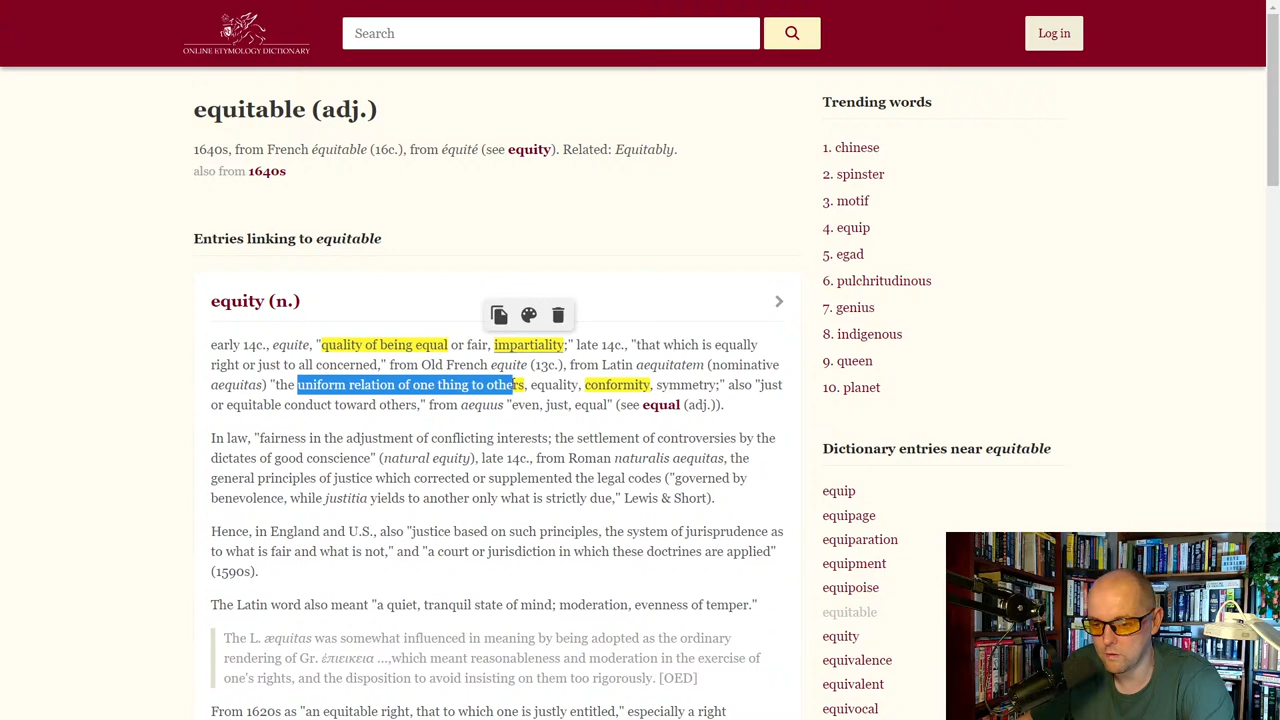 ONLINE ETYMOLOGY DICTIONARY
Search
Log in
equitable (adj.)
1640s, from French équitable (16c.), from équité (see equity). Related: Equitably.
also from 1640s
Entries linking to equitable
equity (n.)
early 14c., equite, "quality of being equal or fair, impartiality;" late 14c., "that which is equally
right or just to all concerned," from Old French equite (13c.), from Latin aequitatem (nominative
aequitas) "the uniform relation of one thing to others, equality, conformity, symmetry;" also "just
or equitable conduct toward others," from aequus "even, just, equal" (see equal (adj.)).
In law, "fairness in the adjustment of conflicting interests; the settlement of controversies by the
dictates of good conscience" (natural equity), late 14c., from Roman naturalis aequitas, the
general principles of justice which corrected or supplemented the legal codes ("governed by
benevolence, while justitia yields to another only what is strictly due," Lewis & Short).
Hence, in England and U.S., also "justice based on such principles, the system of jurisprudence as
to what is fair and what is not," and "a court or jurisdiction in which these doctrines are applied"
(1590s).
The Latin word also meant "a quiet, tranquil state of mind; moderation, evenness of temper."
The L. æquitas was somewhat influenced in meaning by being adopted as the ordinary
rendering of Gr. ἐπιεικεια ...,which meant reasonableness and moderation in the exercise of
one's rights, and the disposition to avoid insisting on them too rigorously. [OED]
From 1620s as "an equitable right, that to which one is justly entitled," especially a right
Trending words
1. chinese
2. spinster
3. motif
4. equip
5. egad
6. pulchritudinous
7. genius
8. indigenous
9. queen
10. planet
Dictionary entries near equitable
equip
equipage
equiparation
equipment
equipoise
equitable
equity
equivalence
equivalent
equivocal